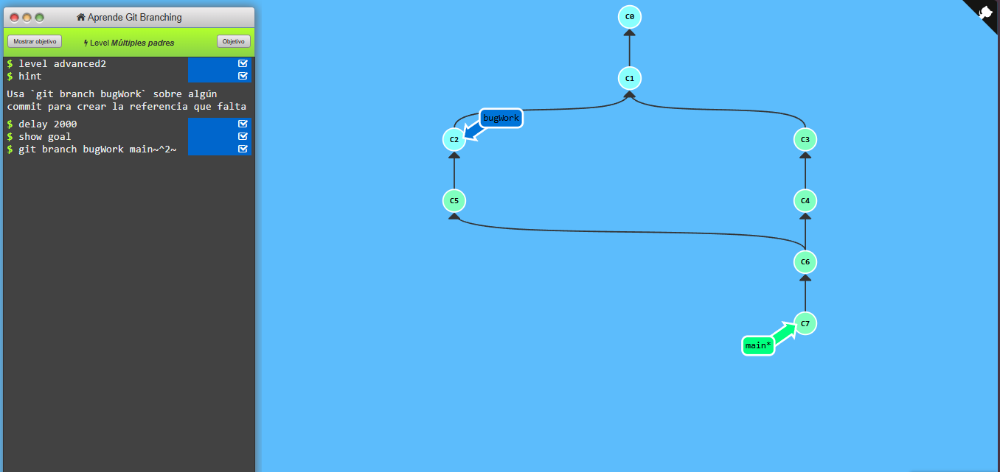 Aprende Git Branching
Mostrar objetivo
Level Múltiples padres
Objetivo
$ level advanced2
$ hint
Usa `git branch bugWork` sobre algún
commit para crear la referencia que falta
$ delay 2000
$ show goal
$ git branch bugWork main~^2~
C0
C1
bugWork
C2
C3
C5
C4
C6
C7
main*